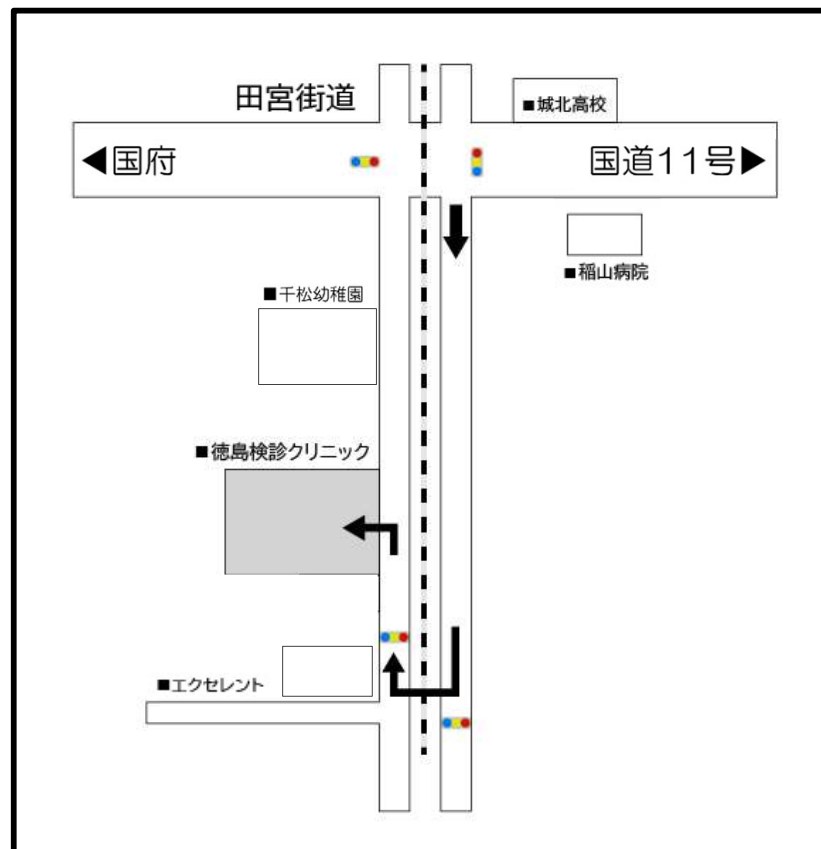 田宮街道
■城北高校
◀国府
国道11号▶
■稲山病院
■千松幼稚園
■徳島検診クリニック
■エクセレント